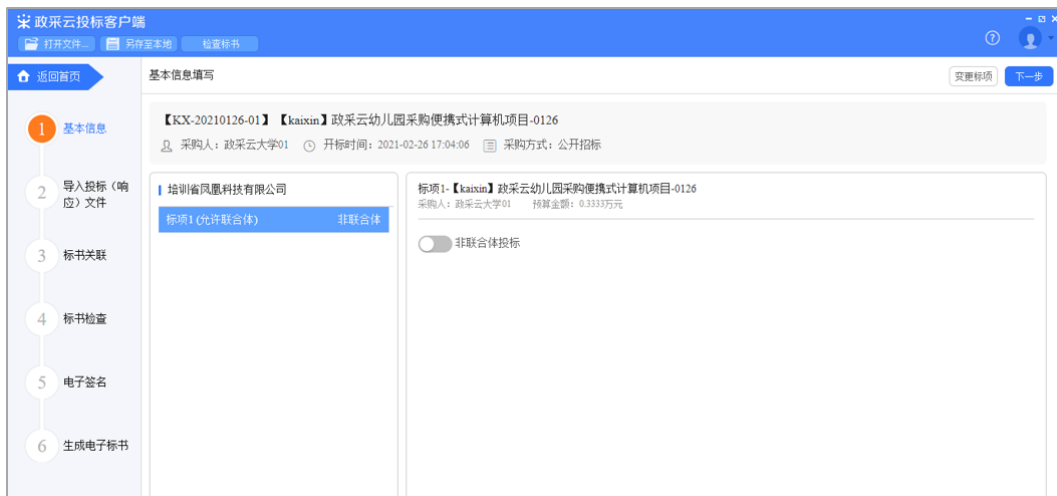 政采云投标客户端
打开文件... 另存至本地 检查标书
返回首页 基本信息填写 变更标项 下一步
【KX-20210126-01】【kaixin】政采云幼儿园采购便携式计算机项目-0126
采购人：政采云大学01 开标时间：2021-02-26 17:04:06 采购方式：公开招标
1 基本信息
2 导入投标（响
应）文件
3 标书关联
4 标书检查
5 电子签名
6 生成电子标书
培训省凤凰科技有限公司
标项1 (允许联合体) 非联合体
标项1-【kaixin】政采云幼儿园采购便携式计算机项目-0126
采购人：政采云大学01 预算金额：0.3333万元
非联合体投标